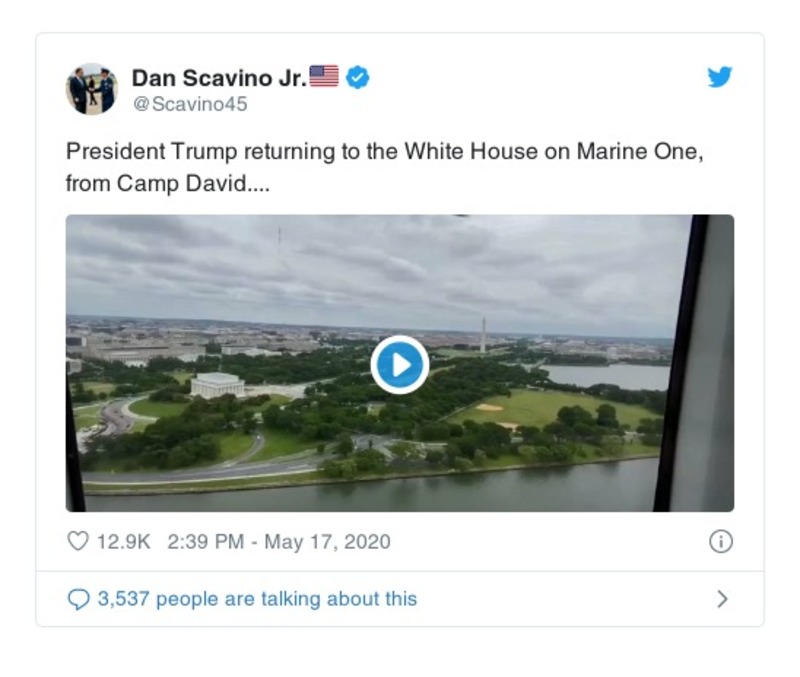 Dan Scavino Jr.🇺🇸
@Scavino45
President Trump returning to the White House on Marine One,
from Camp David....
12.9K 2:39 PM - May 17, 2020
3,537 people are talking about this